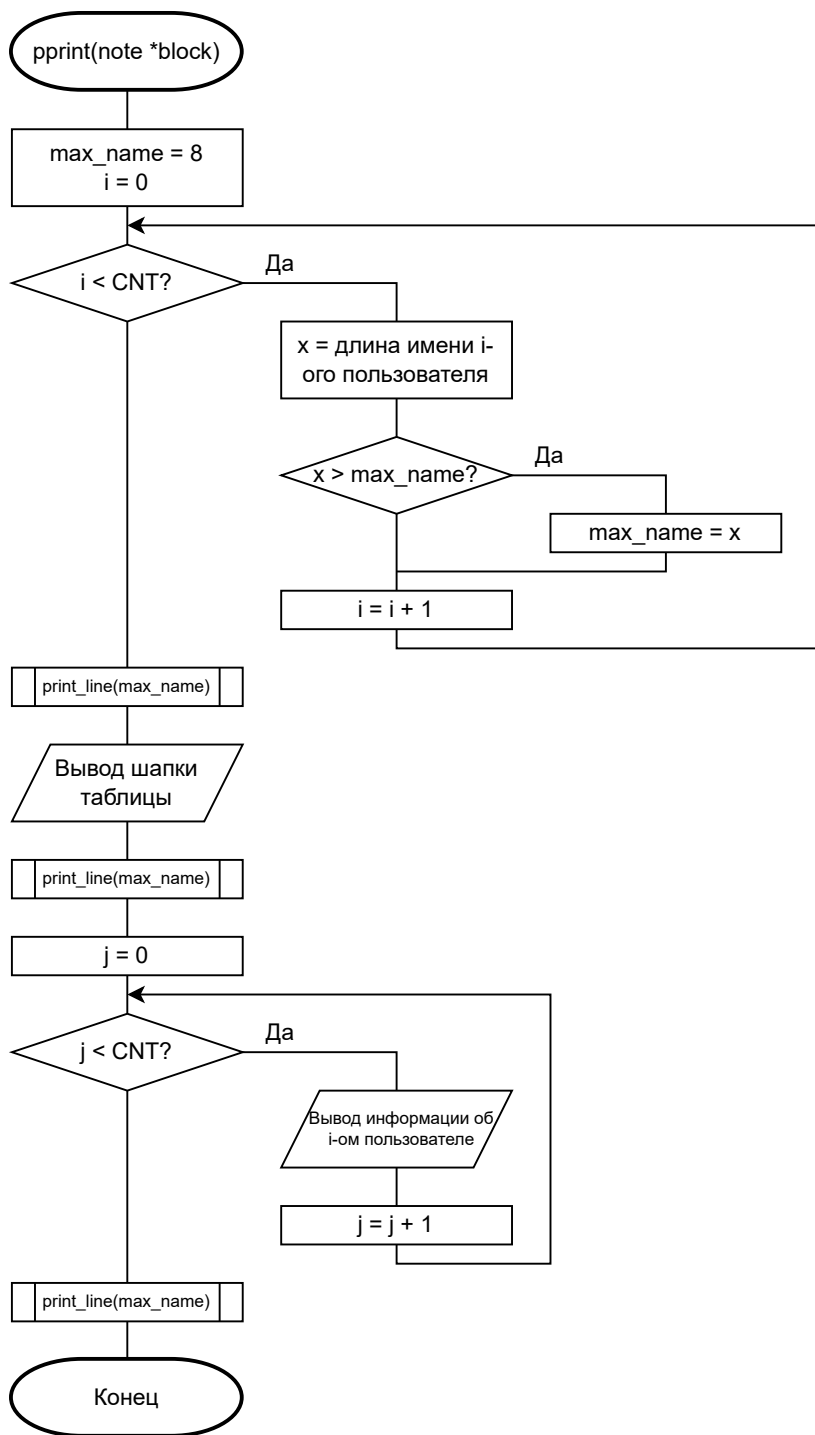 pprint(note *block)
max_name = 8
i = 0
i < CNT?
Да
x = длина имени i-
ого пользователя
x > max_name?
Да
max_name = x
i = i + 1
print_line(max_name)
Вывод шапки
таблицы
print_line(max_name)
j = 0
j < CNT?
Да
Вывод информации об
i-ом пользователе
j = j + 1
print_line(max_name)
Конец